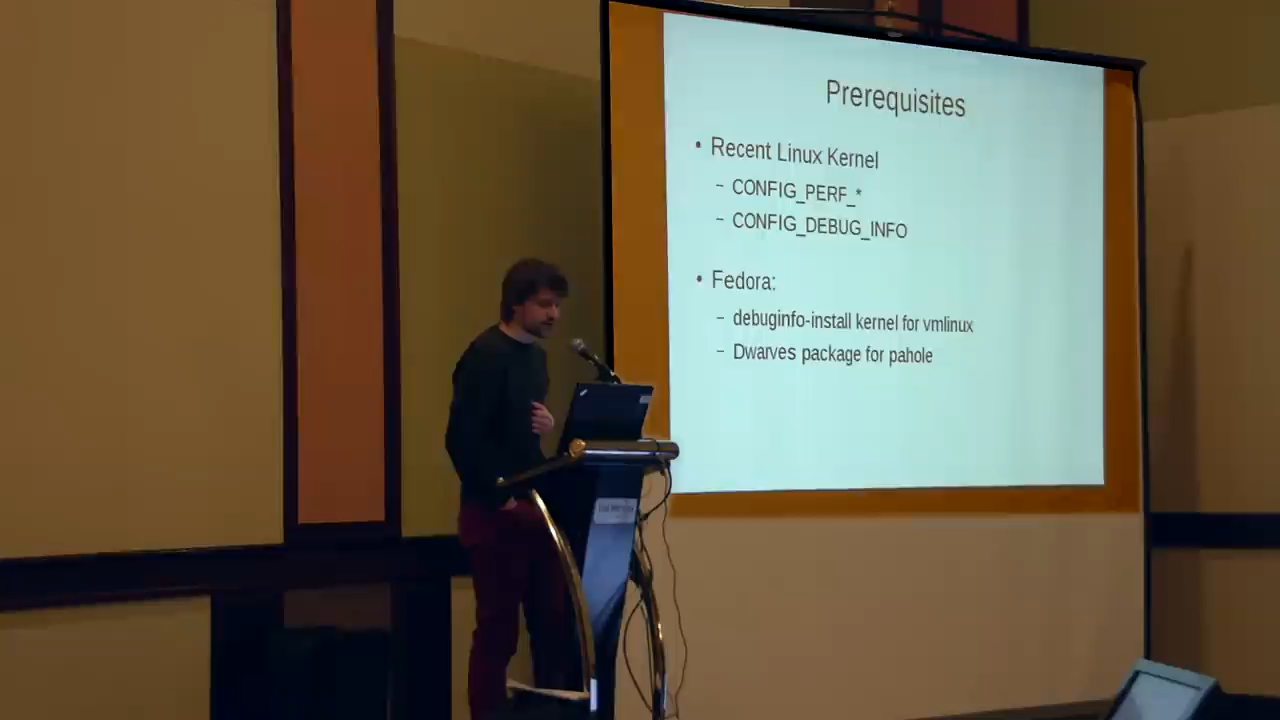 Prerequisites
• Recent Linux Kernel
– CONFIG_PERF_*
– CONFIG_DEBUG_INFO
• Fedora:
– debuginfo-install kernel for vmlinux
– Dwarves package for pahole